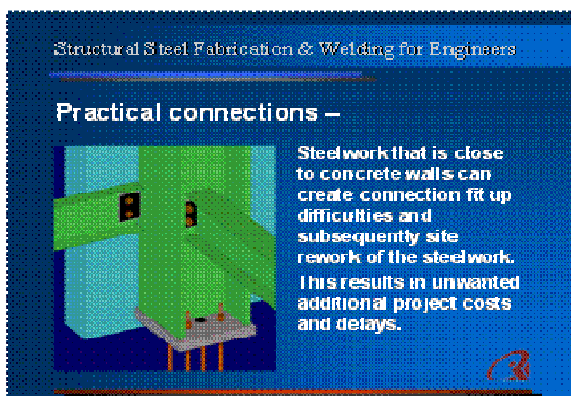 Structural Steel Fabrication & Welding for Engineers
Practical connections –
Steelwork that is close
to concrete walls can
create connection fit up
difficulties and
subsequently site
rework of the steelwork.
This results in unwanted
additional project costs
and delays.